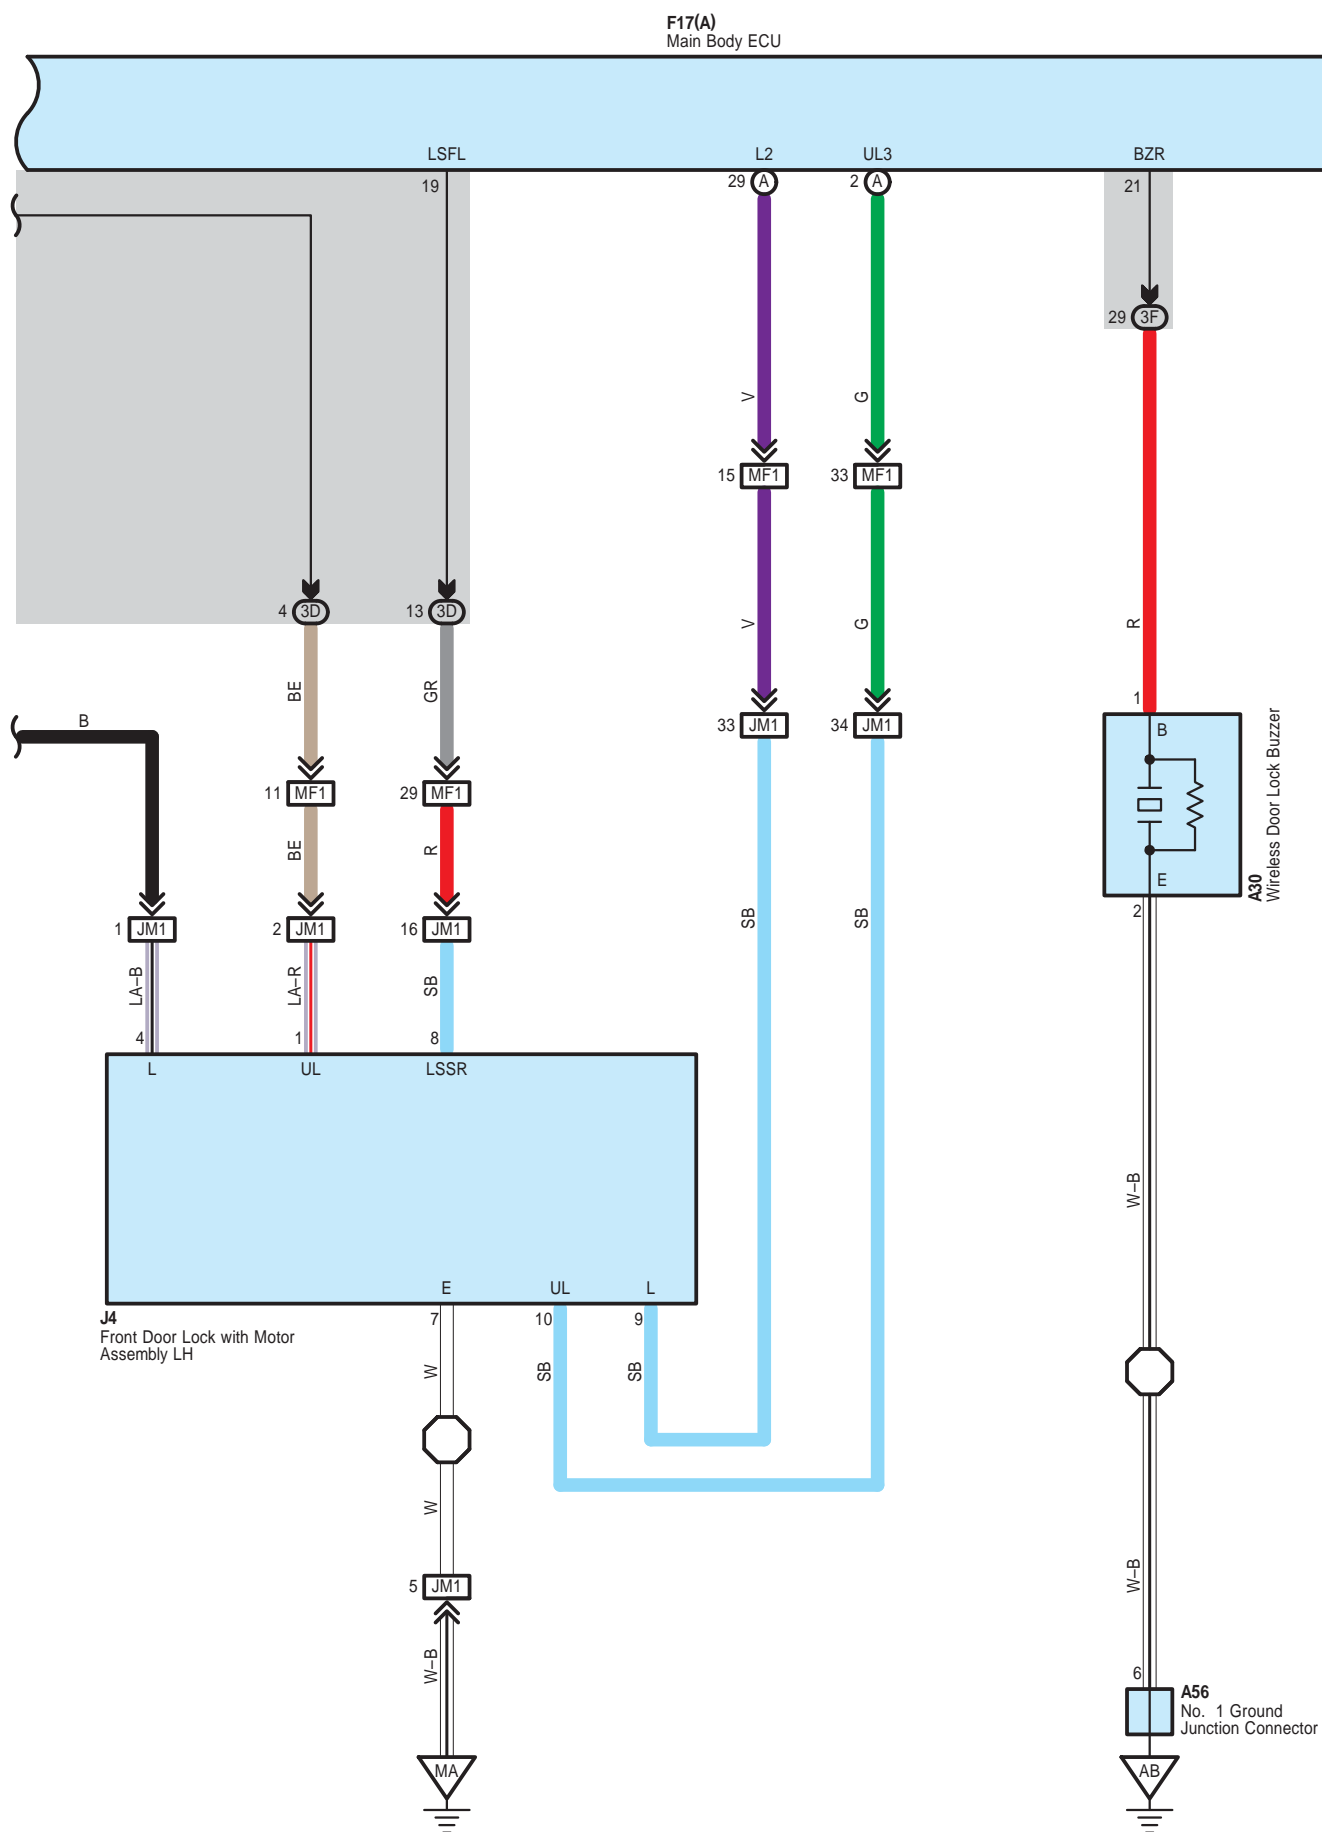 F17(A)
Main Body ECU
LSFL
L2
UL3
BZR
19
29 A
2 A
21
29 3F
V
G
15 MF1
33 MF1
4 3D
13 3D
V
G
R
BE
GR
1
B
33 JM1
34 JM1
B
11 MF1
29 MF1
BE
R
E
A30
Wireless Door Lock Buzzer
2
SB
SB
1 JM1
2 JM1
16 JM1
LA–B
LA–R
SB
4
1
8
L
UL
LSSR
W–B
E
UL
L
J4
Front Door Lock with Motor
Assembly LH
7
10
9
W
SB
SB
W
W–B
5 JM1
W–B
6
A56
No. 1 Ground
Junction Connector
MA
AB